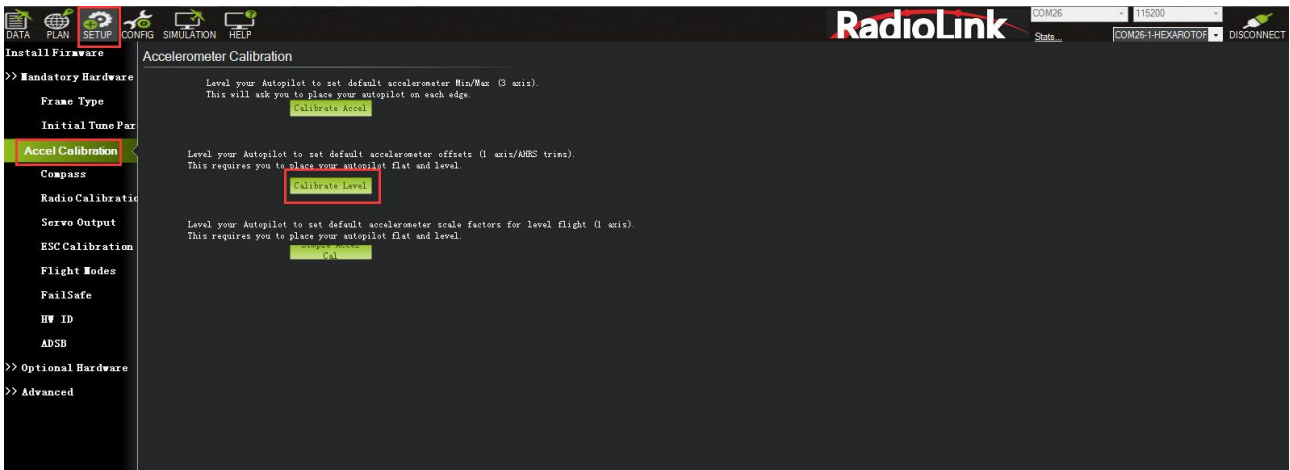 DATA PLAN SETUP CONFIG SIMULATION HELP
RadioLink
COM26 115200
Stats... COM26-1-HEXAROTOF DISCONNECT
Install Firmware
Accelerometer Calibration
>> Mandatory Hardware
Level your Autopilot to set default accelerometer Min/Max (3 axis).
This will ask you to place your autopilot on each edge.
Calibrate Accel
Frame Type
Initial Tune Par
Accel Calibration
Level your Autopilot to set default accelerometer offsets (1 axis/AHRS trims).
This requires you to place your autopilot flat and level.
Calibrate Level
Compass
Radio Calibratio
Servo Output
Level your Autopilot to set default accelerometer scale factors for level flight (1 axis).
This requires you to place your autopilot flat and level.
Simple Accel
Cal
ESC Calibration
Flight Modes
FailSafe
HW ID
ADSB
>> Optional Hardware
>> Advanced